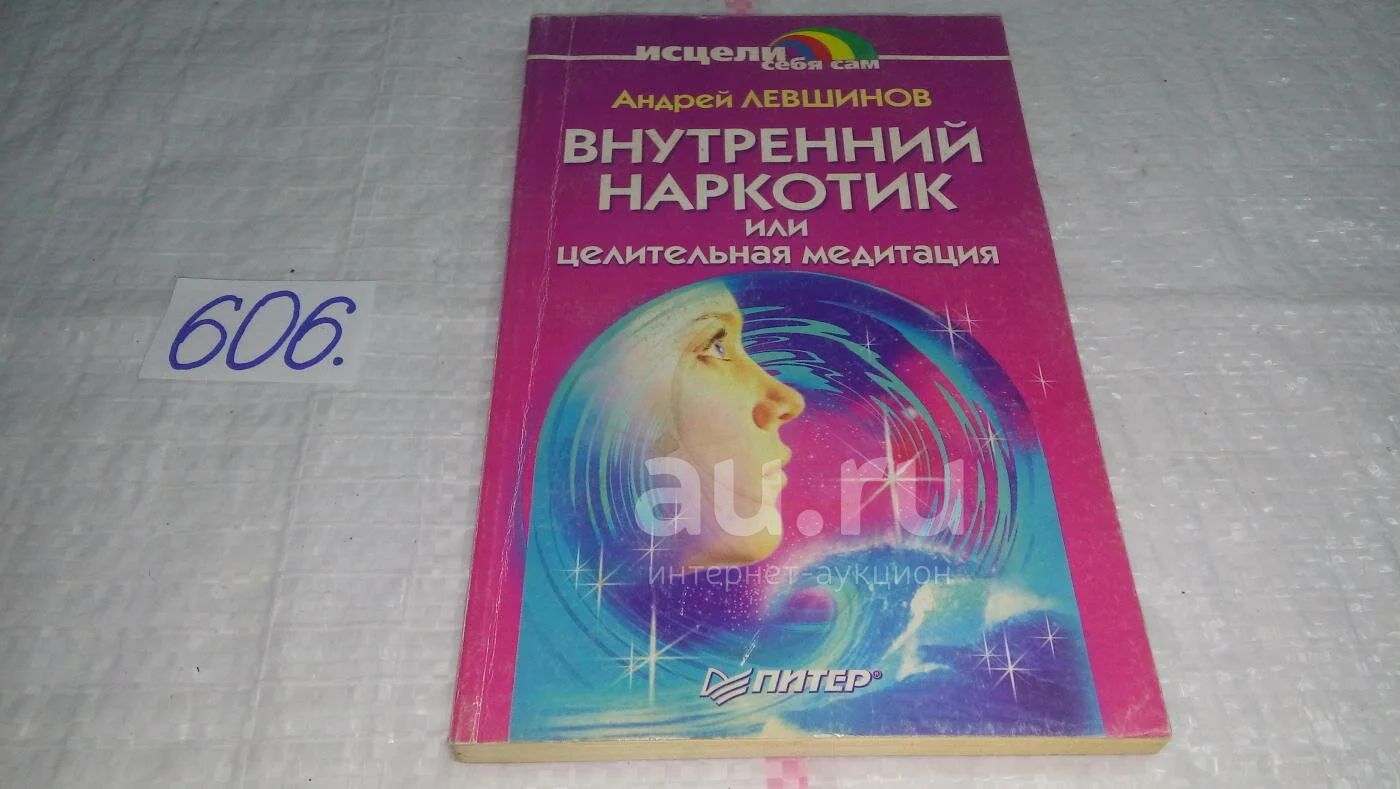 исцели
себя сам
Андрей ЛЕВШИНОВ
ВНУТРЕННИЙ
НАРКОТИК
или
целительная медитация
606.
au.ru
интернет-аукцион
ПИТЕР®